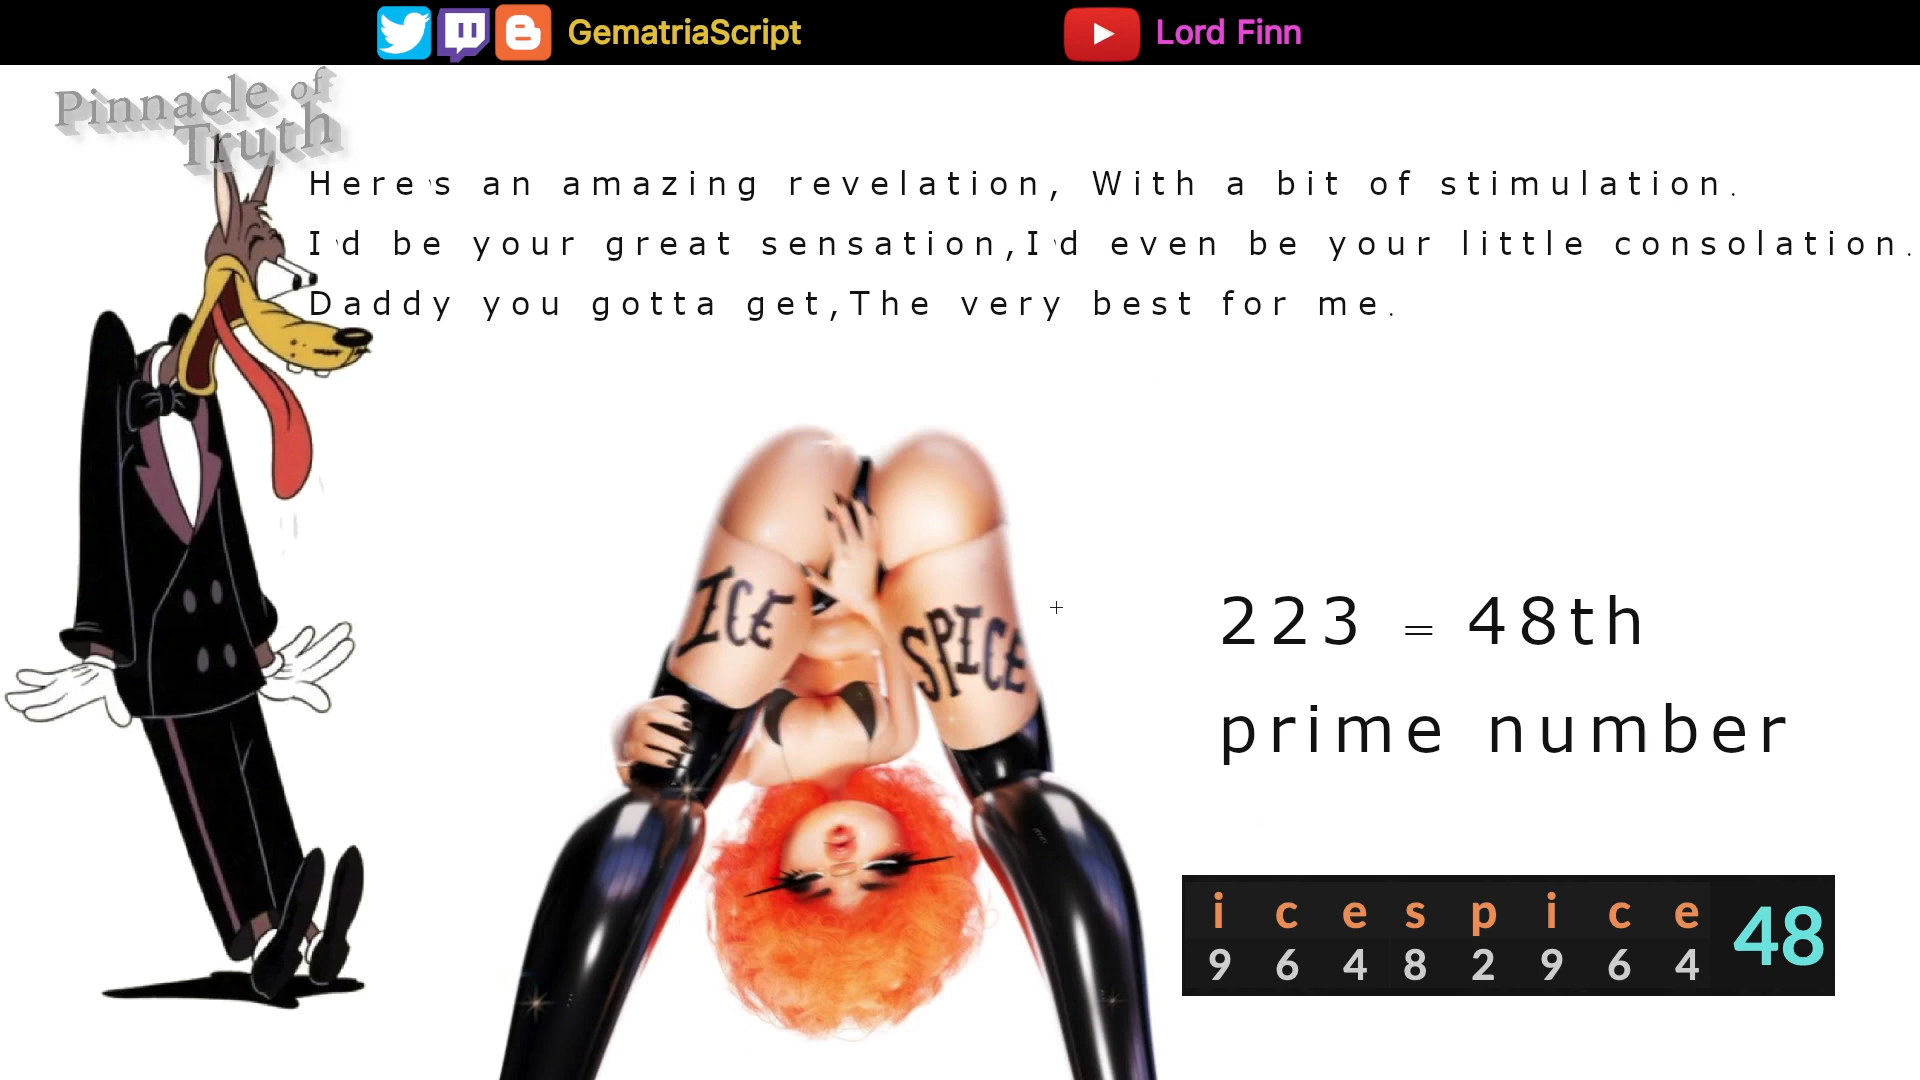 GematriaScript
Lord Finn
Pinnacle of
Truth
Here's an amazing revelation, With a bit of stimulation.
I'd be your great sensation,I'd even be your little consolation.
Daddy you gotta get,The very best for me.
ICE
SPICE
223 = 48th
prime number
i c e s p i c e 48
9 6 4 8 2 9 6 4